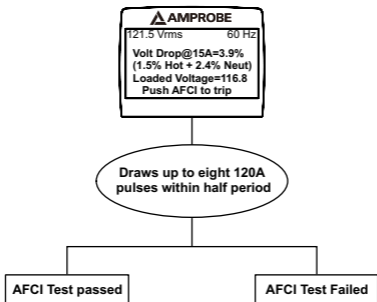 AMPROBE
121.5 Vrms 60 Hz
Volt Drop@15A=3.9%
(1.5% Hot + 2.4% Neut)
Loaded Voltage=116.8
Push AFCI to trip
Draws up to eight 120A
pulses within half period
AFCI Test passed
AFCI Test Failed